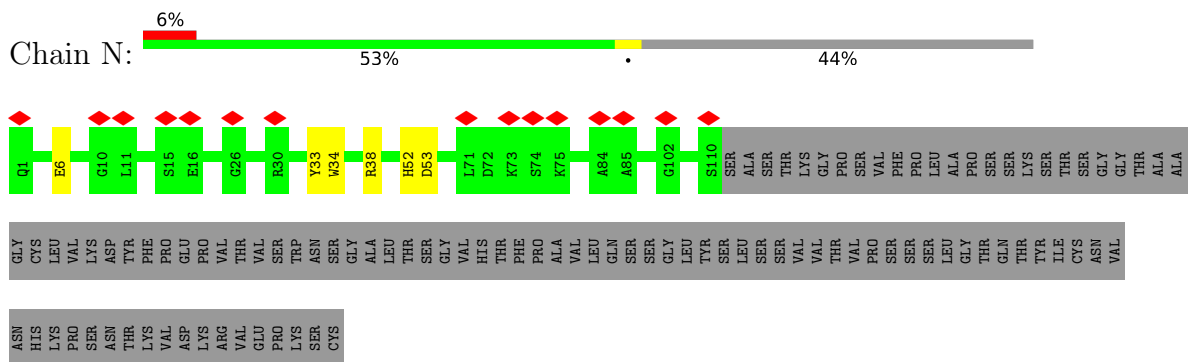 6%
Chain N:
53% • 44%
Q1 E6 G10 L11 S15 E16 G26 R30 Y33 W34 R38 H52 D53 L71 D72 K73 S74 K75 A84 A85 G102 S110 SER ALA SER THR LYS GLY PRO SER VAL PHE PRO LEU ALA PRO SER SER LYS SER THR SER GLY GLY THR ALA ALA
GLY CYS LEU VAL LYS ASP TYR PHE PRO GLU PRO VAL THR VAL SER TRP ASN SER GLY ALA LEU THR SER GLY VAL HIS THR PHE PRO ALA VAL LEU GLN SER SER GLY LEU TYR SER LEU SER SER VAL VAL THR VAL PRO SER SER SER LEU GLY THR GLN THR TYR ILE CYS ASN VAL
ASN HIS LYS PRO SER ASN THR LYS VAL ASP LYS ARG VAL GLU PRO LYS SER CYS